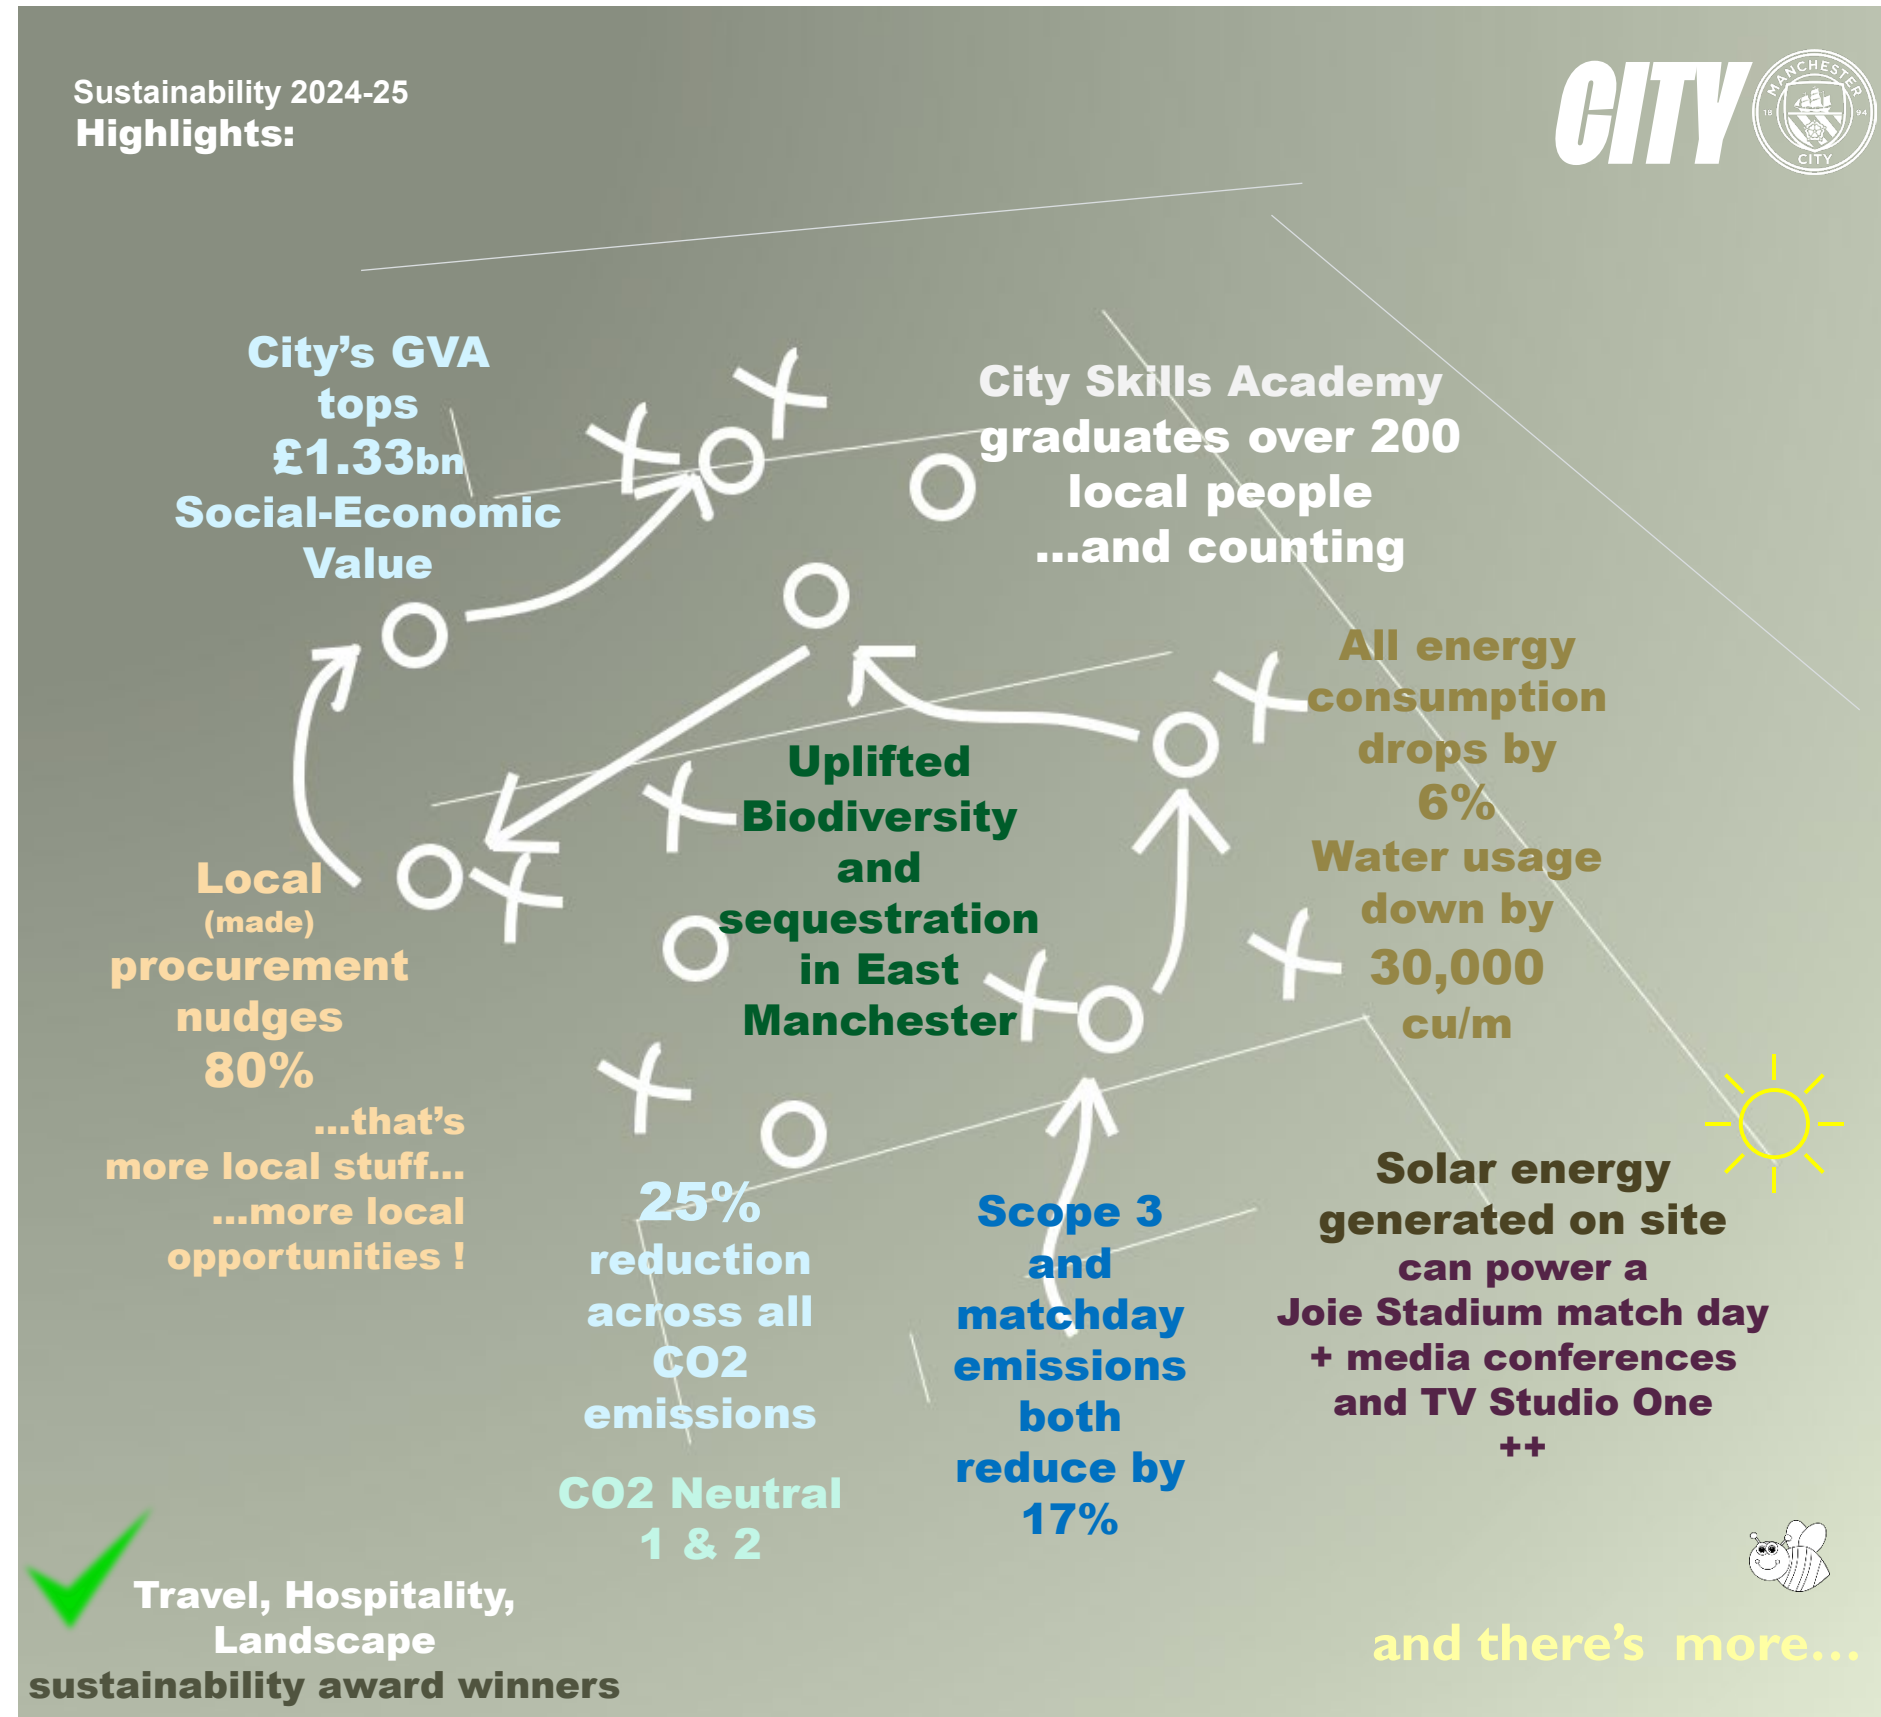 Sustainability 2024-25
Highlights:
CITY
MANCHESTER
18 94
CITY
City's GVA
tops
£1.33bn
Social-Economic
Value
City Skills Academy
graduates over 200
local people
...and counting
All energy
consumption
drops by
6%
Water usage
down by
30,000
cu/m
Uplifted
Biodiversity
and
sequestration
in East
Manchester
Local
(made)
procurement
nudges
80%
...that's
more local stuff...
...more local
opportunities !
25%
reduction
across all
CO2
emissions
CO2 Neutral
1 & 2
Scope 3
and
matchday
emissions
both
reduce by
17%
Solar energy
generated on site
can power a
Joie Stadium match day
+ media conferences
and TV Studio One
++
Travel, Hospitality,
Landscape
sustainability award winners
and there's more...